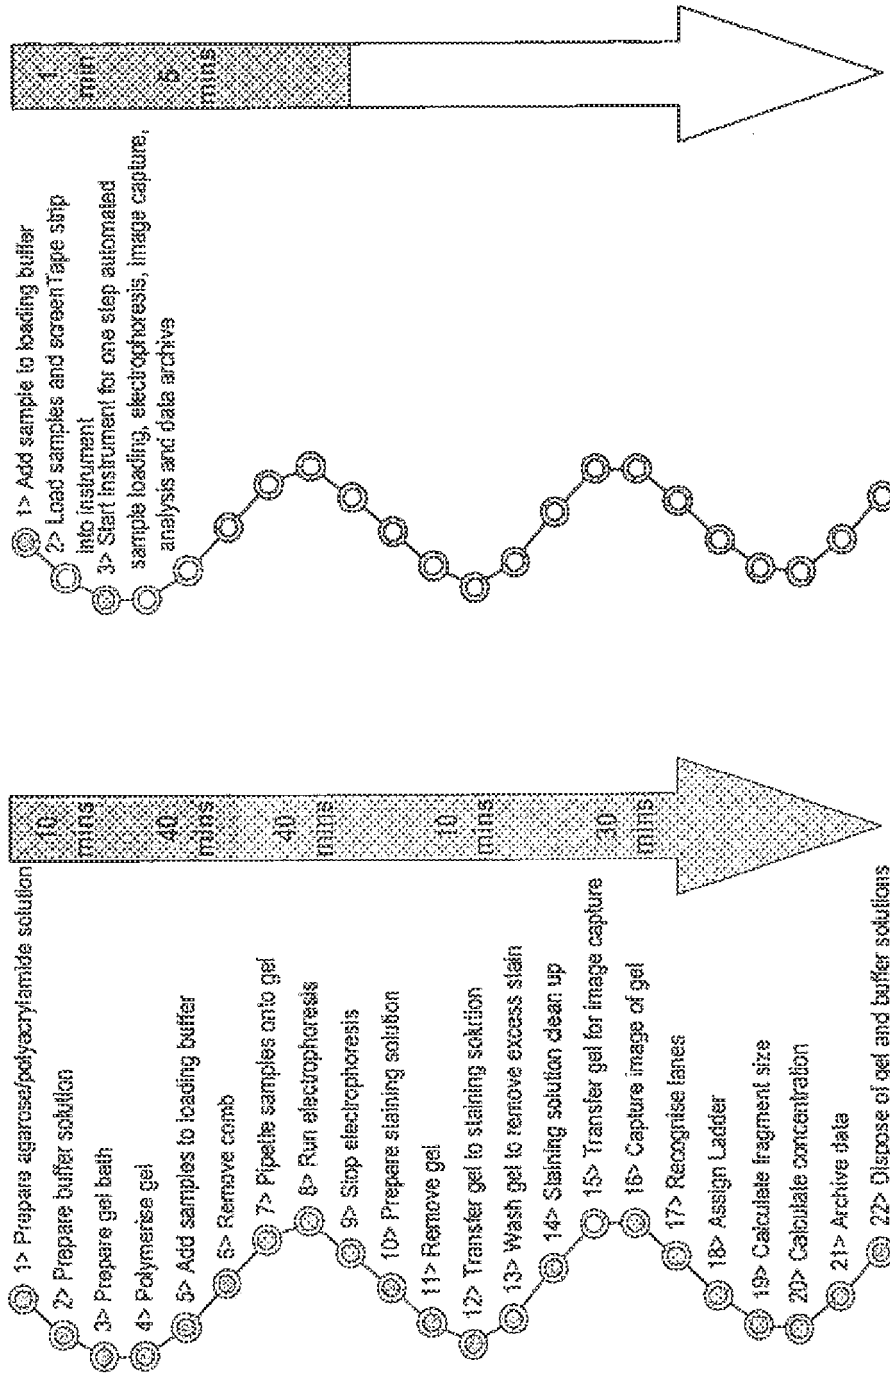 1> Prepare agarose/polyacrylamide solution
2> Prepare buffer solution
3> Prepare gel bath
4> Polymerise gel
5> Add samples to loading buffer
6> Remove comb
7> Pipette samples onto gel
8> Run electrophoresis
9> Stop electrophoresis
10> Prepare staining solution
11> Remove gel
12> Transfer gel to staining solution
13> Wash gel to remove excess stain
14> Staining solution clean up
15> Transfer gel for image capture
16> Capture image of gel
17> Recognise lanes
18> Assign Ladder
19> Calculate fragment size
20> Calculate concentration
21> Archive data
22> Dispose of gel and buffer solutions
10
mins
40
mins
40
mins
10
mins
30
mins
1> Add sample to loading buffer
2> Load samples and screenTape strip
into instrument
3> Start Instrument for one step automated
sample loading, electrophoresis, image capture,
analysis and data archive
1
min
5
mins